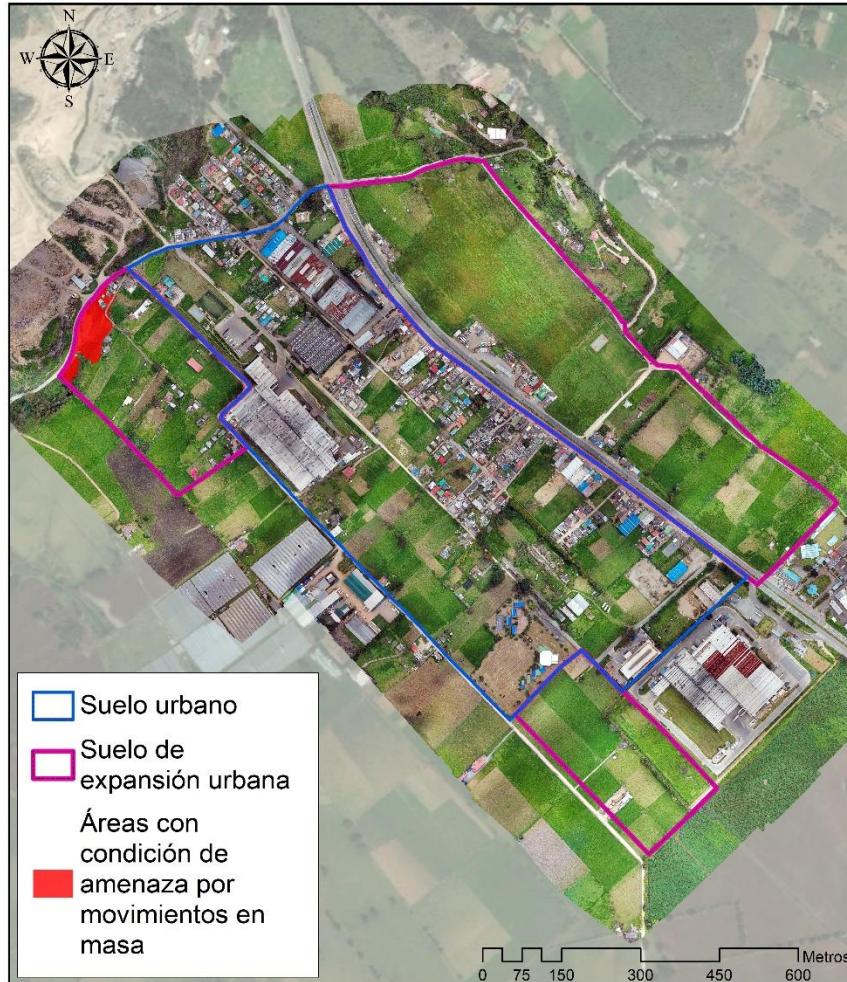 N
W E
S
Suelo urbano
Suelo de
expansión urbana
Áreas con
condición de
amenaza por
movimientos en
masa
Metros
0 75 150 300 450 600